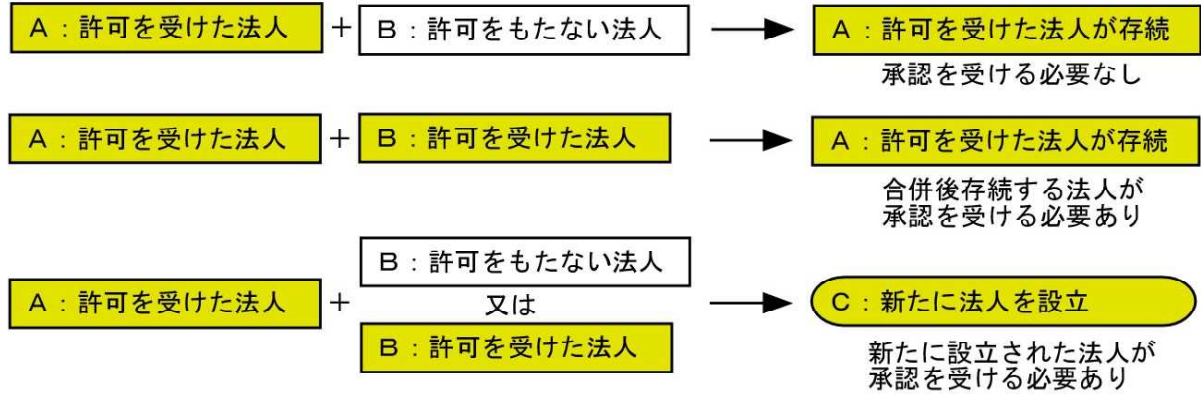 A：許可を受けた法人 + B：許可をもたない法人 → A：許可を受けた法人が存続
承認を受ける必要なし
A：許可を受けた法人 + B：許可を受けた法人 → A：許可を受けた法人が存続
合併後存続する法人が
承認を受ける必要あり
B：許可をもたない法人
A：許可を受けた法人 + 又は → C：新たに法人を設立
B：許可を受けた法人
新たに設立された法人が
承認を受ける必要あり